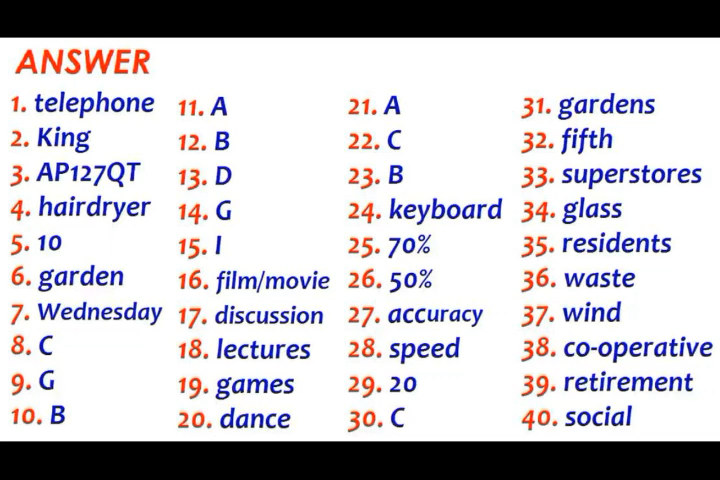 ANSWER
1. telephone
2. King
3. AP127QT
4. hairdryer
5. 10
6. garden
7. Wednesday
8. C
9. G
10. B
11. A
12. B
13. D
14. G
15. I
16. film/movie
17. discussion
18. lectures
19. games
20. dance
21. A
22. C
23. B
24. keyboard
25. 70%
26. 50%
27. accuracy
28. speed
29. 20
30. C
31. gardens
32. fifth
33. superstores
34. glass
35. residents
36. waste
37. wind
38. co-operative
39. retirement
40. social